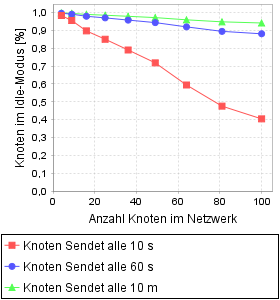 Knoten im Idle-Modus [%]
1,0
0,9
0,8
0,7
0,6
0,5
0,4
0,3
0,2
0,1
0,0
0 20 40 60 80 100
Anzahl Knoten im Netzwerk
Knoten Sendet alle 10 s
Knoten Sendet alle 60 s
Knoten Sendet alle 10 m